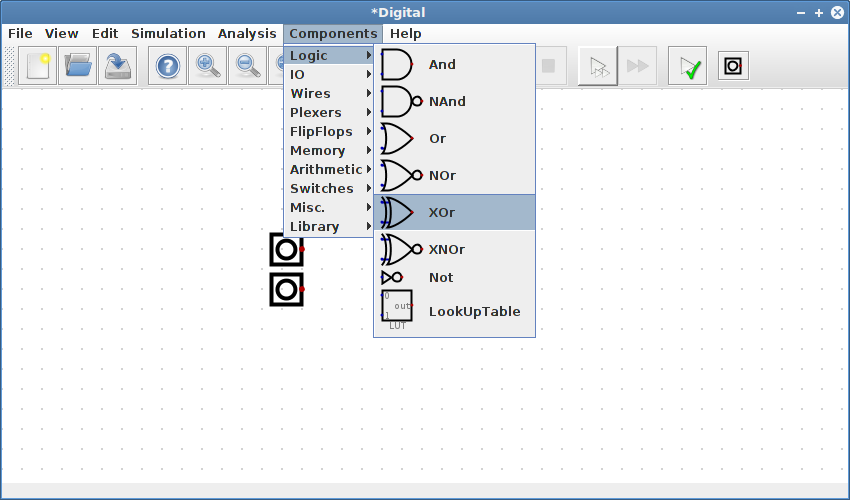 *Digital
File View Edit Simulation Analysis Components Help
Logic
IO
Wires
Plexers
FlipFlops
Memory
Arithmetic
Switches
Misc.
Library
And
NAnd
Or
NOr
XOr
XNOr
Not
0
out
1
LUT
LookUpTable